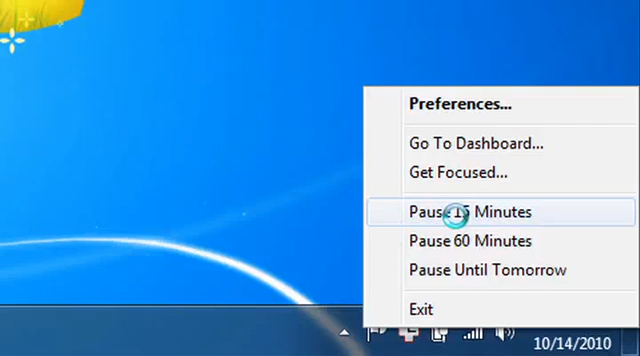 Preferences...
Go To Dashboard...
Get Focused...
Pause 15 Minutes
Pause 60 Minutes
Pause Until Tomorrow
Exit
10/14/2010